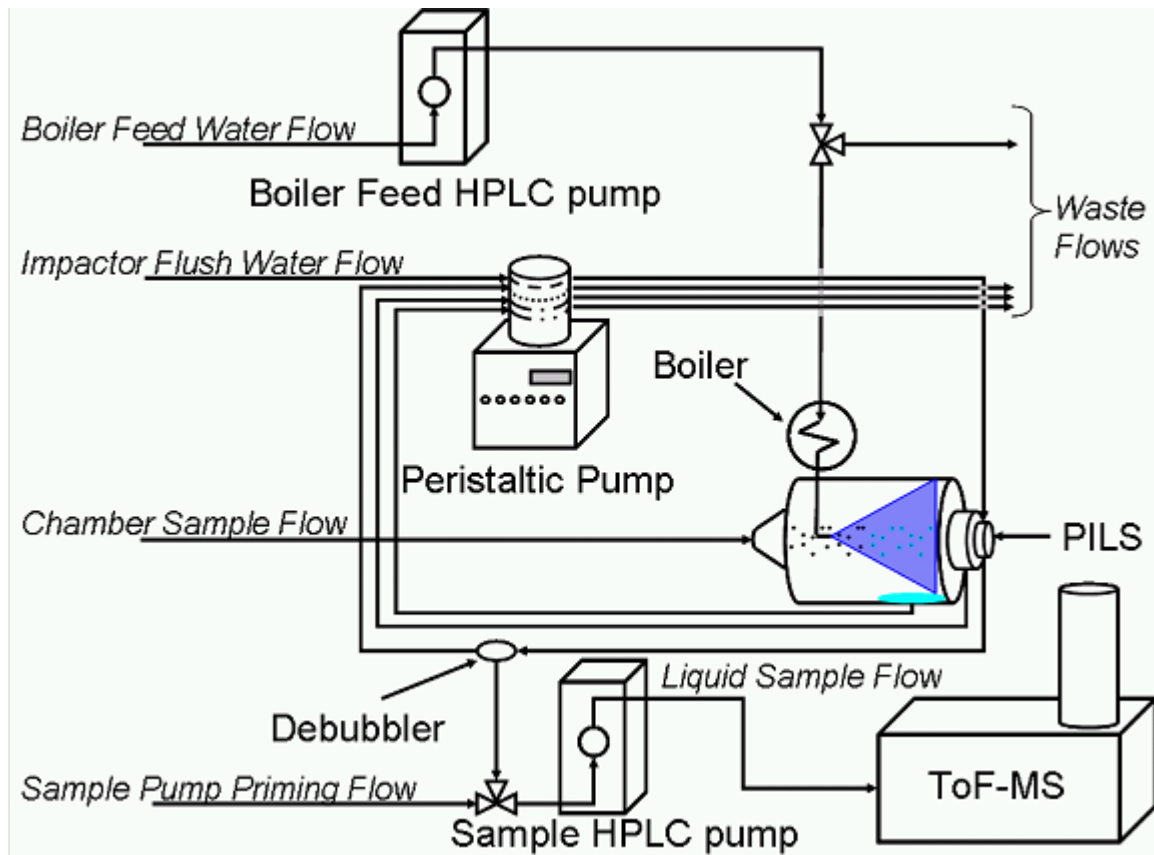 Boiler Feed Water Flow
Boiler Feed HPLC pump
Waste
Flows
Impactor Flush Water Flow
Boiler
Peristaltic Pump
Chamber Sample Flow
PILS
Liquid Sample Flow
Debubbler
ToF-MS
Sample Pump Priming Flow
Sample HPLC pump